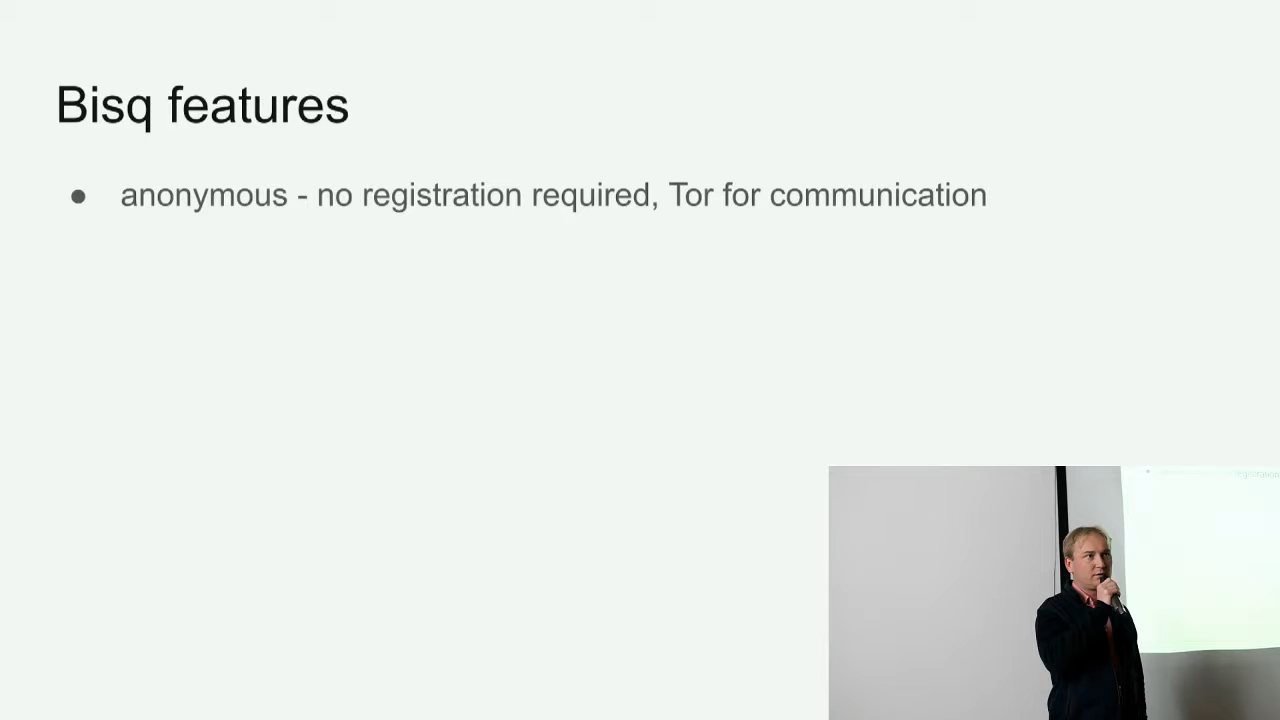 Bisq features
● anonymous - no registration required, Tor for communication